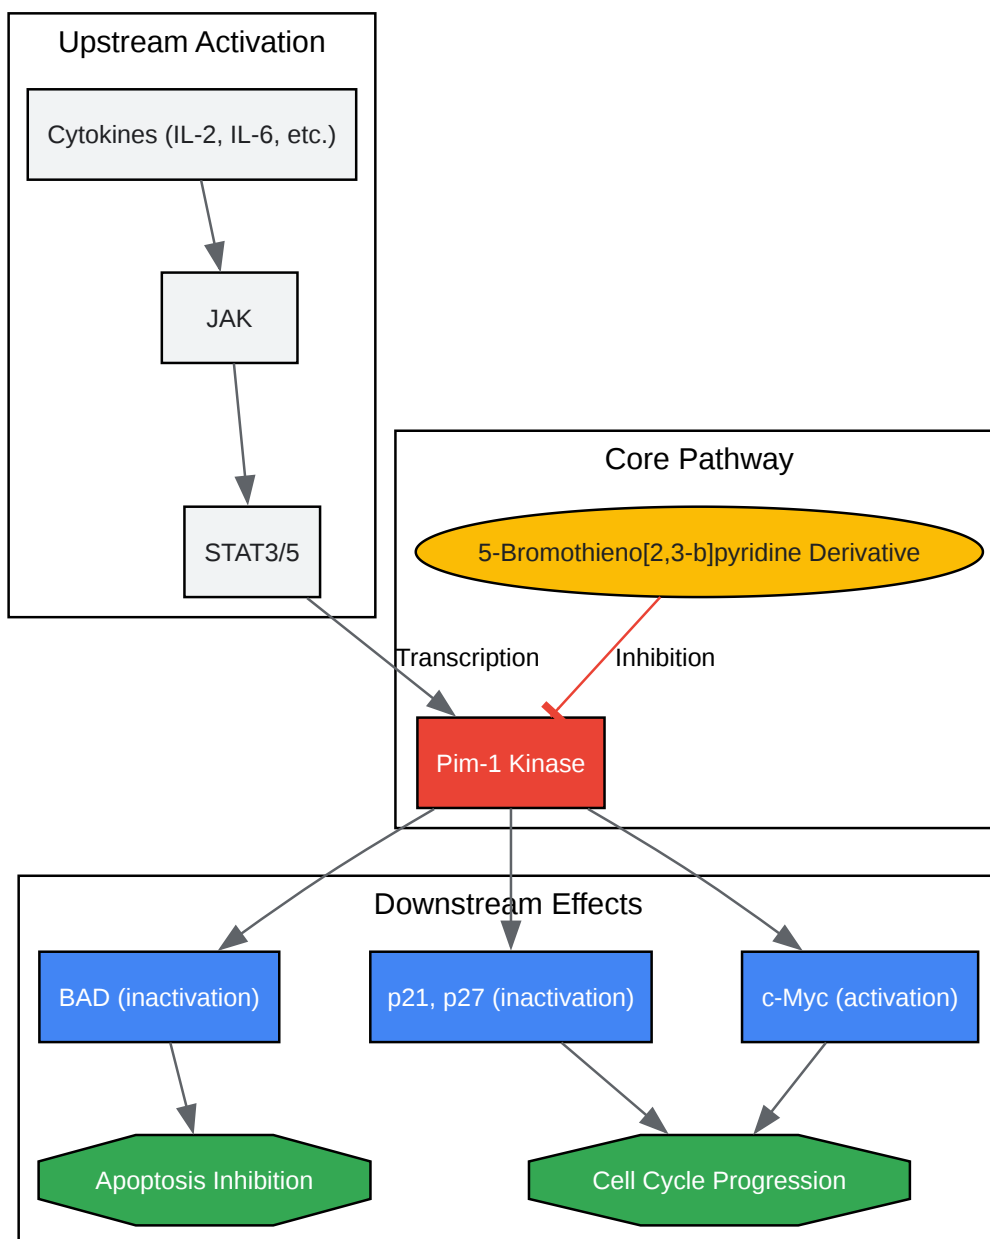 Upstream Activation
Cytokines (IL-2, IL-6, etc.)
JAK
STAT3/5
Core Pathway
5-Bromothieno[2,3-b]pyridine Derivative
Transcription
Inhibition
Pim-1 Kinase
Downstream Effects
BAD (inactivation)
p21, p27 (inactivation)
c-Myc (activation)
Apoptosis Inhibition
Cell Cycle Progression